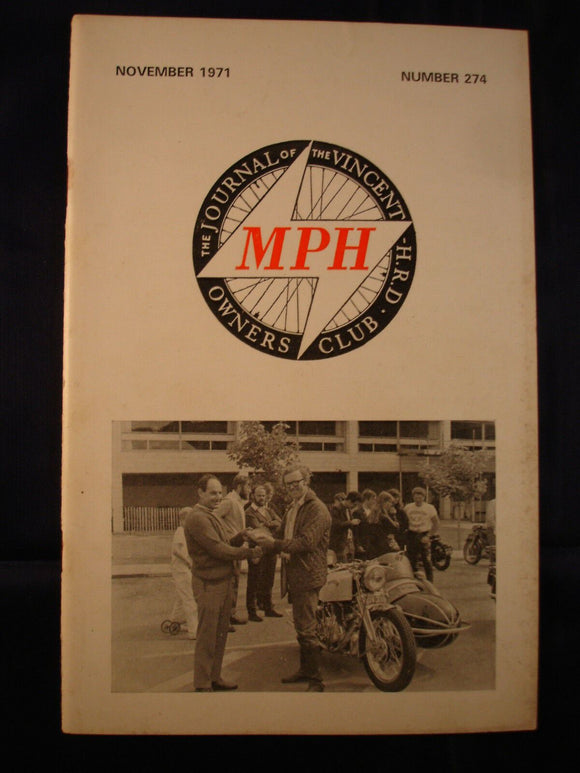 NOVEMBER 1971
NUMBER 274
THE JOURNAL OF THE VINCENT-H.R.D. OWNERS CLUB
MPH